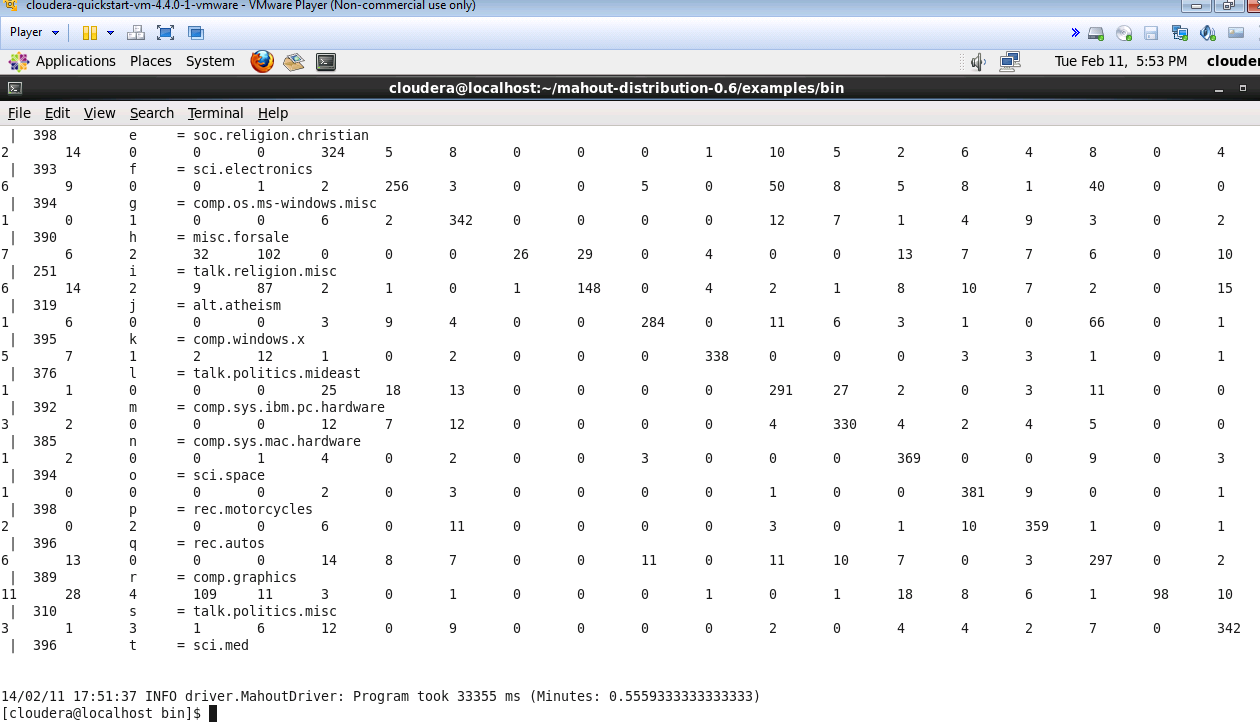 cloudera-quickstart-vm-4.4.0-1-vmware - VMware Player (Non-commercial use only)
Player
Applications Places System Tue Feb 11, 5:53 PM cloude
cloudera@localhost:~/mahout-distribution-0.6/examples/bin
File Edit View Search Terminal Help
| 398 e = soc.religion.christian
2 14 0 0 0 324 5 8 0 0 0 1 10 5 2 6 4 8 0 4
| 393 f = sci.electronics
6 9 0 0 1 2 256 3 0 0 5 0 50 8 5 8 1 40 0 0
| 394 g = comp.os.ms-windows.misc
1 0 1 0 0 6 2 342 0 0 0 0 12 7 1 4 9 3 0 2
| 390 h = misc.forsale
7 6 2 32 102 0 0 0 26 29 0 4 0 0 13 7 7 6 0 10
| 251 i = talk.religion.misc
6 14 2 9 87 2 1 0 1 148 0 4 2 1 8 10 7 2 0 15
| 319 j = alt.atheism
1 6 0 0 0 3 9 4 0 0 284 0 11 6 3 1 0 66 0 1
| 395 k = comp.windows.x
5 7 1 2 12 1 0 2 0 0 0 338 0 0 0 3 3 1 0 1
| 376 l = talk.politics.mideast
1 1 0 0 0 25 18 13 0 0 0 0 291 27 2 0 3 11 0 0
| 392 m = comp.sys.ibm.pc.hardware
3 2 0 0 0 12 7 12 0 0 0 0 4 330 4 2 4 5 0 0
| 385 n = comp.sys.mac.hardware
1 2 0 0 1 4 0 2 0 0 3 0 0 0 369 0 0 9 0 3
| 394 o = sci.space
1 0 0 0 0 2 0 3 0 0 0 0 1 0 0 381 9 0 0 1
| 398 p = rec.motorcycles
2 0 2 0 0 6 0 11 0 0 0 0 3 0 1 10 359 1 0 1
| 396 q = rec.autos
6 13 0 0 0 14 8 7 0 0 11 0 11 10 7 0 3 297 0 2
| 389 r = comp.graphics
11 28 4 109 11 3 0 1 0 0 0 1 0 1 18 8 6 1 98 10
| 310 s = talk.politics.misc
3 1 3 1 6 12 0 9 0 0 0 0 2 0 4 4 2 7 0 342
| 396 t = sci.med
14/02/11 17:51:37 INFO driver.MahoutDriver: Program took 33355 ms (Minutes: 0.5559333333333333)
[cloudera@localhost bin]$